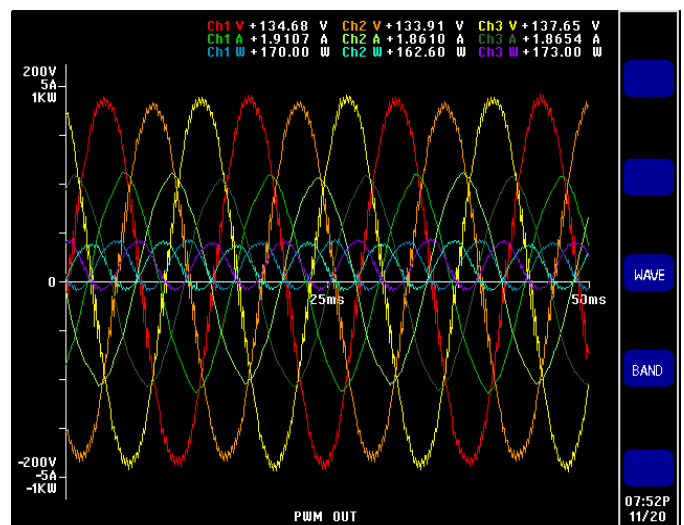 Ch1 V +134.68 V Ch2 V +133.91 V Ch3 V +137.65 V
Ch1 A +1.9107 A Ch2 A +1.8610 A Ch3 A +1.8654 A
Ch1 W +170.00 W Ch2 W +162.60 W Ch3 W +173.00 W
200V
5A
1KW
0
25ms
50ms
WAVE
BAND
-200V
-5A
-1KW
PWM OUT
07:52P
11/20